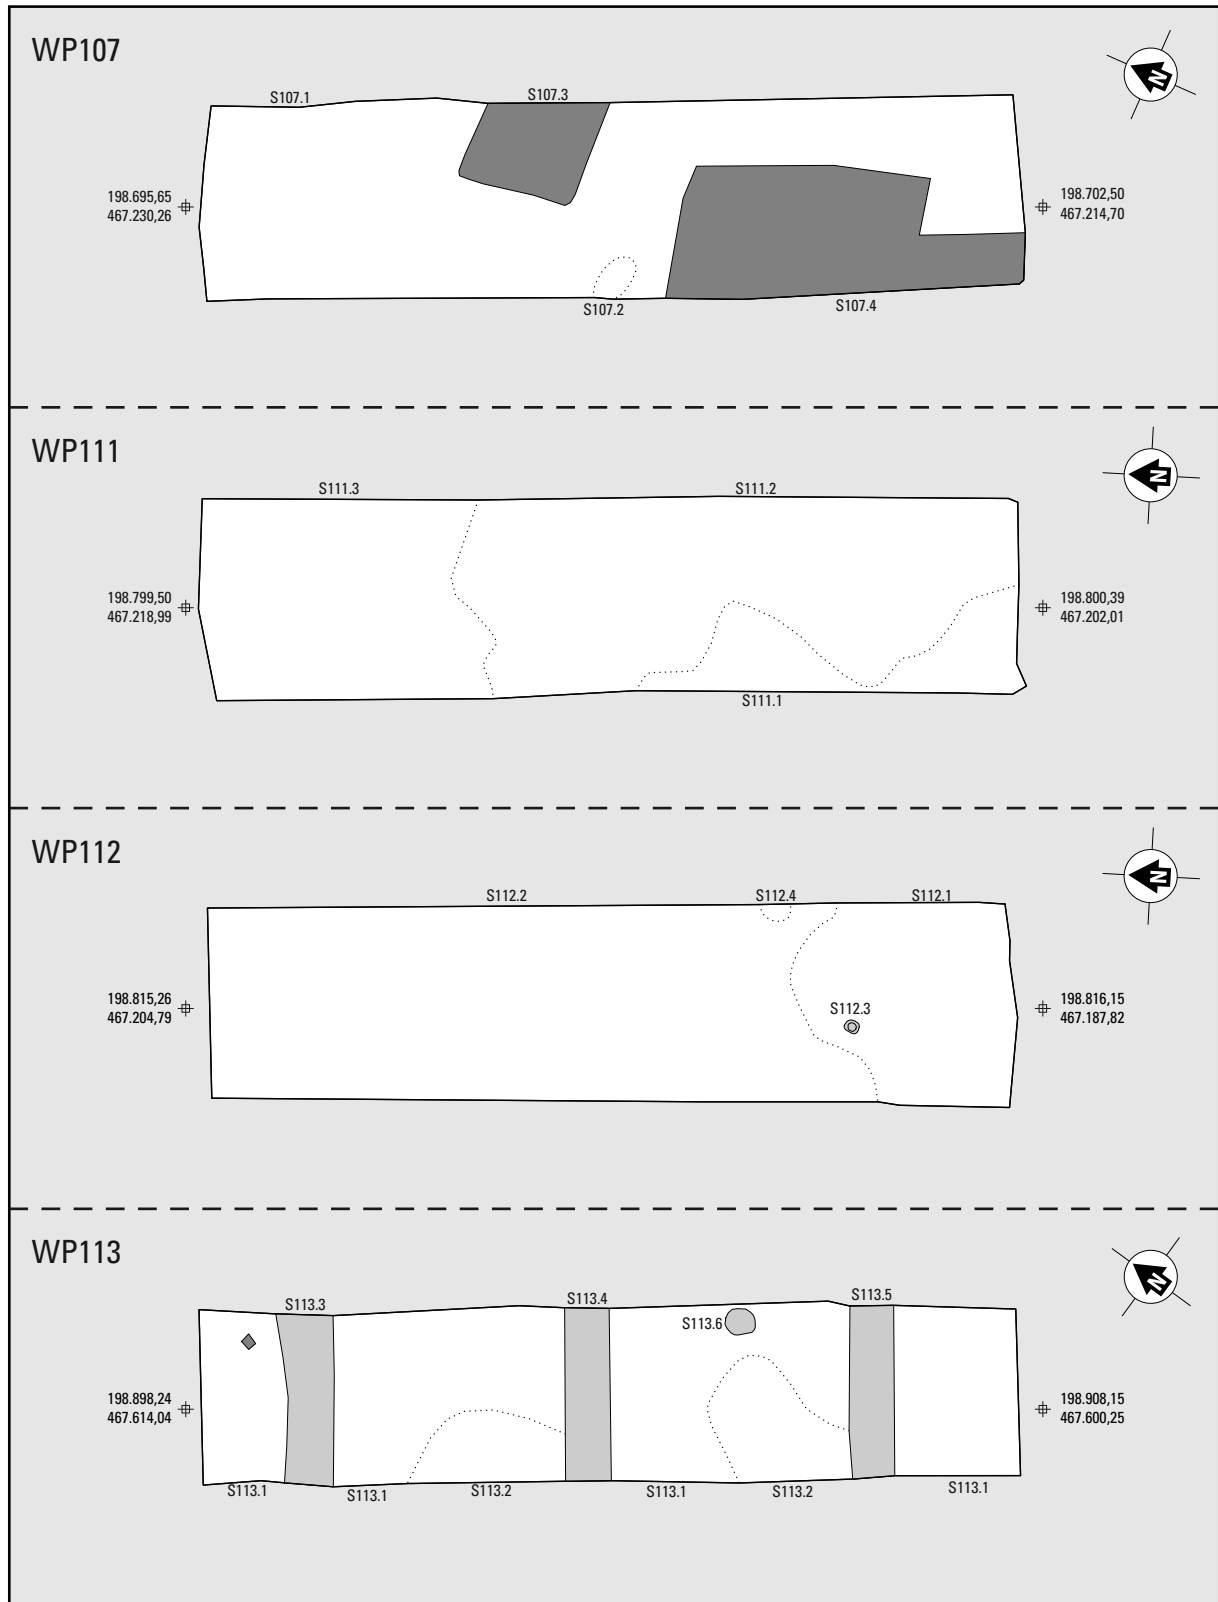 WP107
N
S107.1
S107.3
198.695,65
467.230,26
198.702,50
467.214,70
S107.2
S107.4
WP111
N
S111.3
S111.2
198.799,50
467.218,99
198.800,39
467.202,01
S111.1
WP112
N
S112.2
S112.4
S112.1
198.815,26
467.204,79
S112.3
198.816,15
467.187,82
WP113
N
S113.3
S113.4
S113.5
S113.6
198.898,24
467.614,04
198.908,15
467.600,25
S113.1
S113.1
S113.2
S113.1
S113.2
S113.1